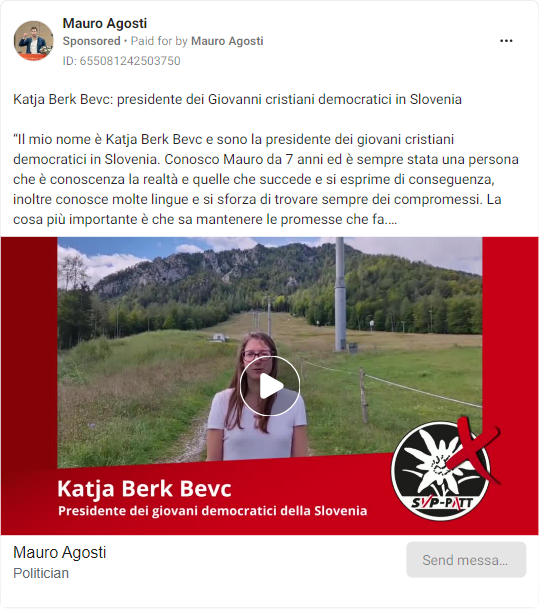 Mauro Agosti
Sponsored • Paid for by Mauro Agosti
ID: 655081242503750
Katja Berk Bevc: presidente dei Giovanni cristiani democratici in Slovenia
“Il mio nome è Katja Berk Bevc e sono la presidente dei giovani cristiani
democratici in Slovenia. Conosco Mauro da 7 anni ed è sempre stata una persona
che è conoscenza la realtà e quelle che succede e si esprime di conseguenza,
inoltre conosce molte lingue e si sforza di trovare sempre dei compromessi. La
cosa più importante è che sa mantenere le promesse che fa....
SVP-PATT
Katja Berk Bevc
Presidente dei giovani democratici della Slovenia
Mauro Agosti
Politician
Send messa...